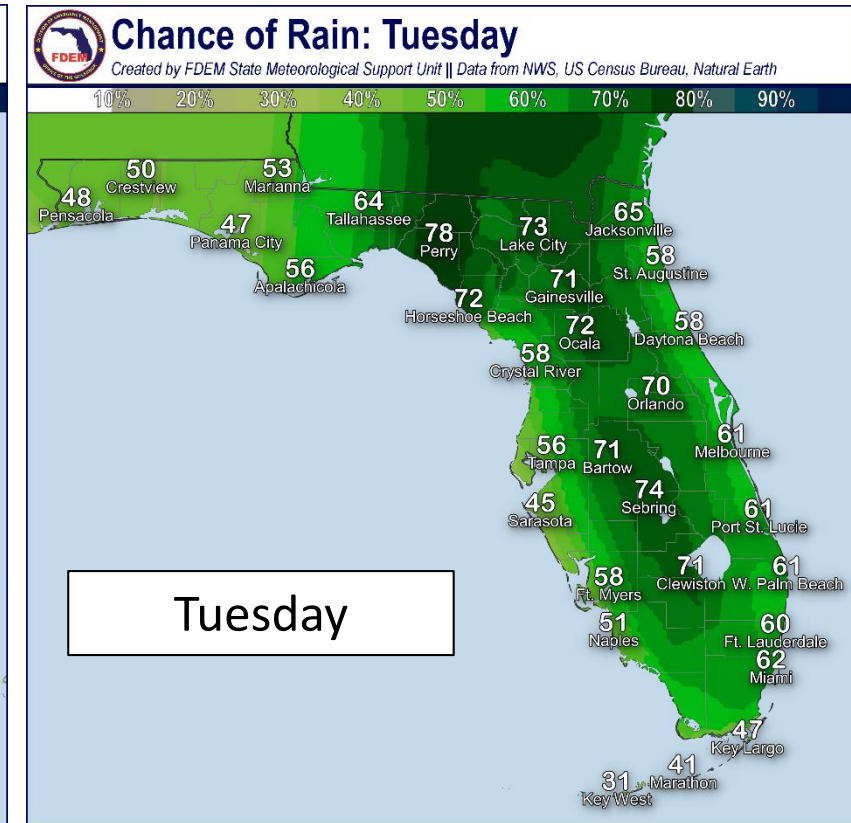 Chance of Rain: Tuesday
Created by FDEM State Meteorological Support Unit || Data from NWS, US Census Bureau, Natural Earth
FDEM
10% 20% 30% 40% 50% 60% 70% 80% 90%
50
Crestview
53
Marianna
48
Pensacola
47
Panama City
56
Apalachicola
64
Tallahassee
78
Perry
73
Lake City
65
Jacksonville
58
St. Augustine
71
Gainesville
72
Horseshoe Beach
72
Ocala
58
Daytona Beach
58
Crystal River
70
Orlando
61
Melbourne
56
Tampa
71
Bartow
74
Sebring
45
Sarasota
61
Port St. Lucie
71
Clewiston
61
W. Palm Beach
58
Ft. Myers
51
Naples
60
Ft. Lauderdale
62
Miami
47
Key Largo
41
Marathon
31
Key West
Tuesday